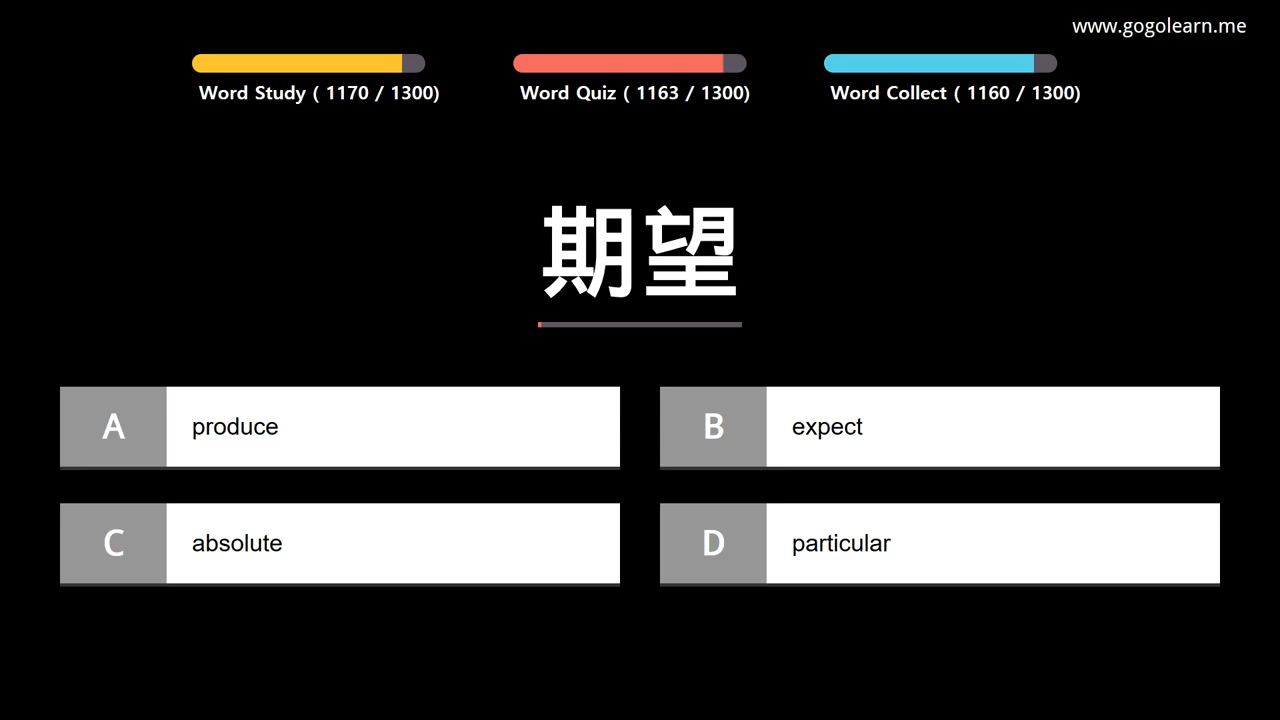 www.gogolearn.me
Word Study ( 1170 / 1300)
Word Quiz ( 1163 / 1300)
Word Collect ( 1160 / 1300)
期望
A produce
B expect
C absolute
D particular